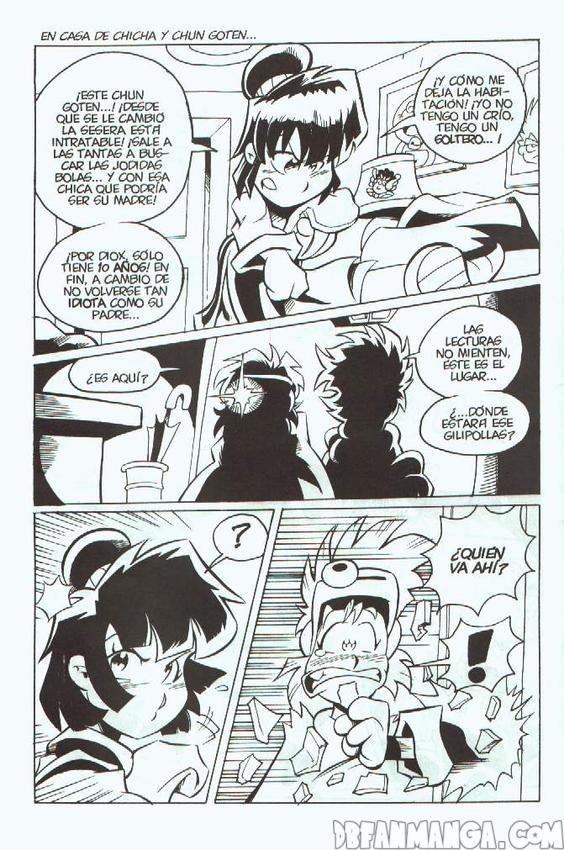 EN CASA DE CHICHA Y CHUN GOTEN...
¡ESTE CHUN
GOTEN...! ¡DESDE
QUE SE LE CAMBIÓ
LA SESERA ESTÁ
INTRATABLE! ¡SALE A
LAS TANTAS A BUS-
CAR LAS JODIDAS
BOLAS... Y CON ESA
CHICA QUE PODRÍA
SER SU MADRE!
¡Y CÓMO ME
DEJA LA HABI-
TACIÓN! ¡YO NO
TENGO UN CRÍO,
TENGO UN
SOLTERO...!
¡POR DIOX, SÓLO
TIENE 10 AÑOS! EN
FIN, A CAMBIO DE
NO VOLVERSE TAN
IDIOTA COMO SU
PADRE...
¿ES AQUÍ?
LAS
LECTURAS
NO MIENTEN,
ESTE ES EL
LUGAR...
¿...DÓNDE
ESTARÁ ESE
GILIPOLLAS?
?
¿QUIEN
VA AHÍ?
!
DBFANMANGA.COM